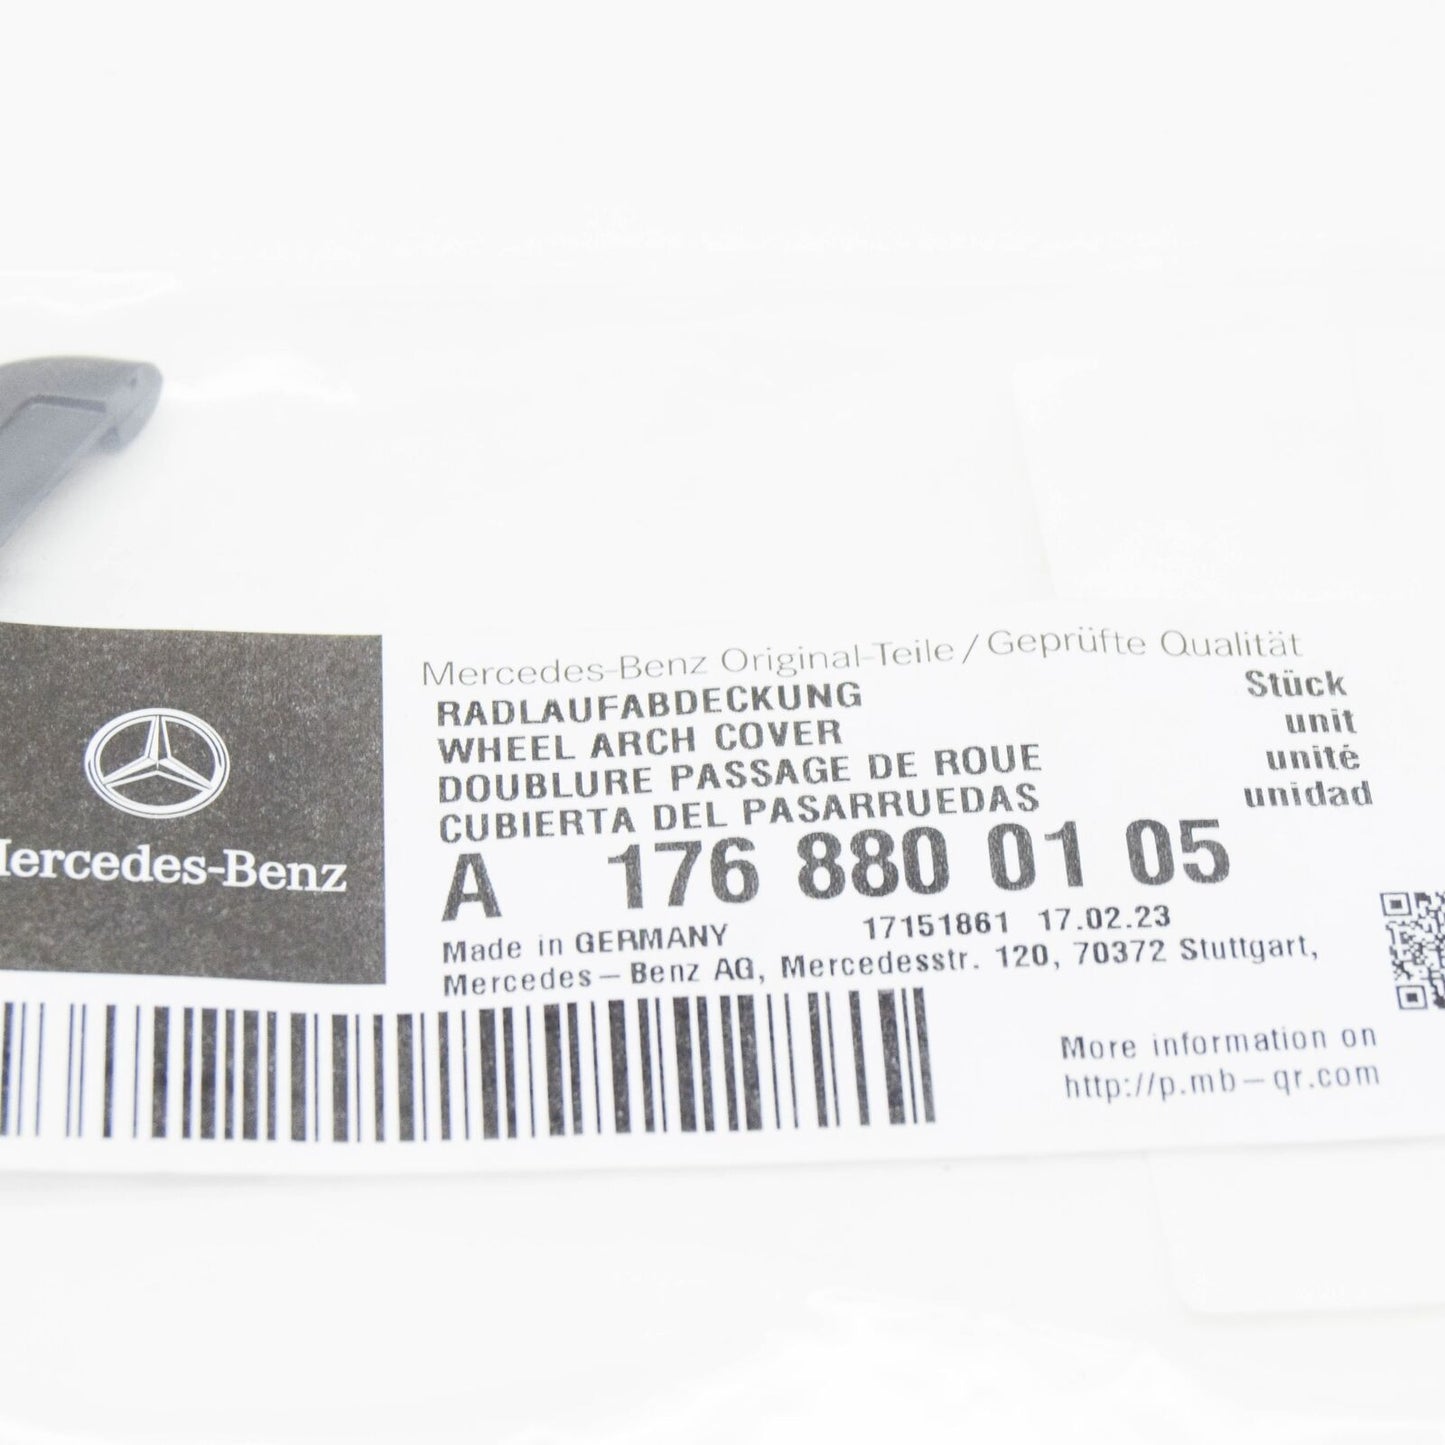 Mercedes-Benz
Mercedes-Benz Original-Teile / Geprüfte Qualität
RADLAUFABDECKUNG Stück
WHEEL ARCH COVER unit
DOUBLURE PASSAGE DE ROUE unité
CUBIERTA DEL PASARRUEDAS unidad
A 176 880 01 05
Made in GERMANY 17151861 17.02.23
Mercedes-Benz AG, Mercedesstr. 120, 70372 Stuttgart,
More information on
http://p.mb-qr.com